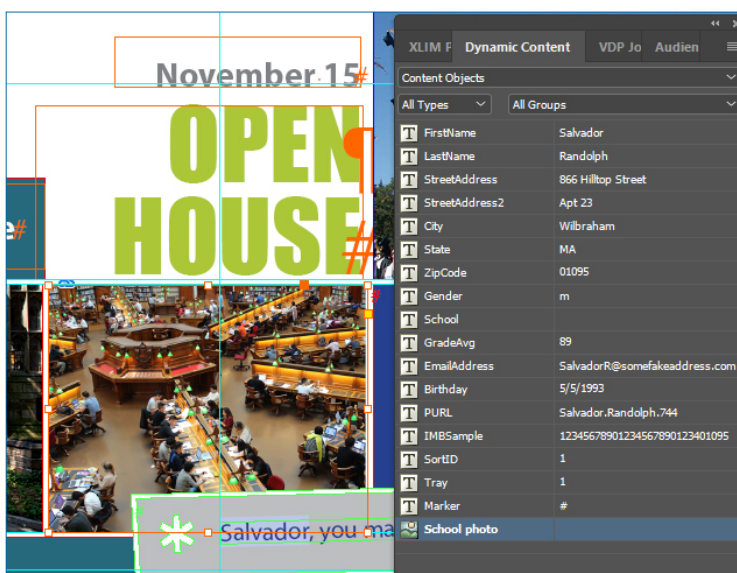 November 15#
OPEN¶
HOUSE#
e#
#
Salvador, you ma
XLIM P Dynamic Content VDP Jo Audien
Content Objects
All Types All Groups
FirstName Salvador
LastName Randolph
StreetAddress 866 Hilltop Street
StreetAddress2 Apt 23
City Wilbraham
State MA
ZipCode 01095
Gender m
School
GradeAvg 89
EmailAddress SalvadorR@somefakeaddress.com
Birthday 5/5/1993
PURL Salvador.Randolph.744
IMBSample 1234567890123456789012340​1095
SortID 1
Tray 1
Marker #
School photo